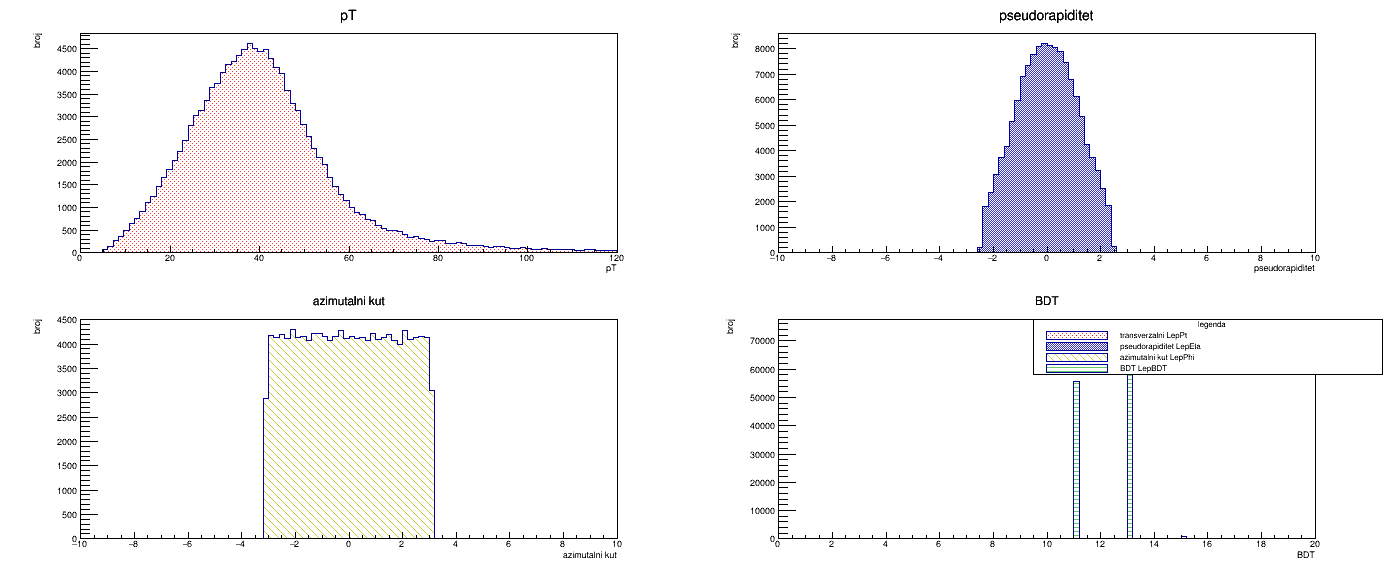 pT
broj
4500
4000
3500
3000
2500
2000
1500
1000
500
0
0 20 40 60 80 100 120
pT
pseudorapiditet
broj
8000
7000
6000
5000
4000
3000
2000
1000
0
−10 −8 −6 −4 −2 0 2 4 6 8 10
pseudorapiditet
azimutalni kut
broj
4500
4000
3500
3000
2500
2000
1500
1000
500
0
−10 −8 −6 −4 −2 0 2 4 6 8 10
azimutalni kut
BDT
broj
70000
60000
50000
40000
30000
20000
10000
0
legenda
transverzalni LepPt
pseudorapiditet LepEta
azimutalni kut LepPhi
BDT LepBDT
0 2 4 6 8 10 12 14 16 18 20
BDT